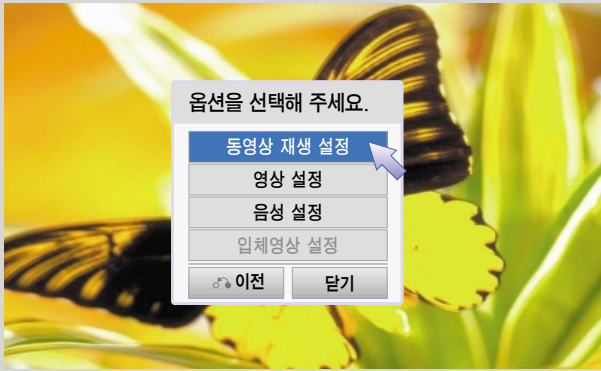 옵션을 선택해 주세요.
동영상 재생 설정
영상 설정
음성 설정
입체영상 설정
이전 닫기